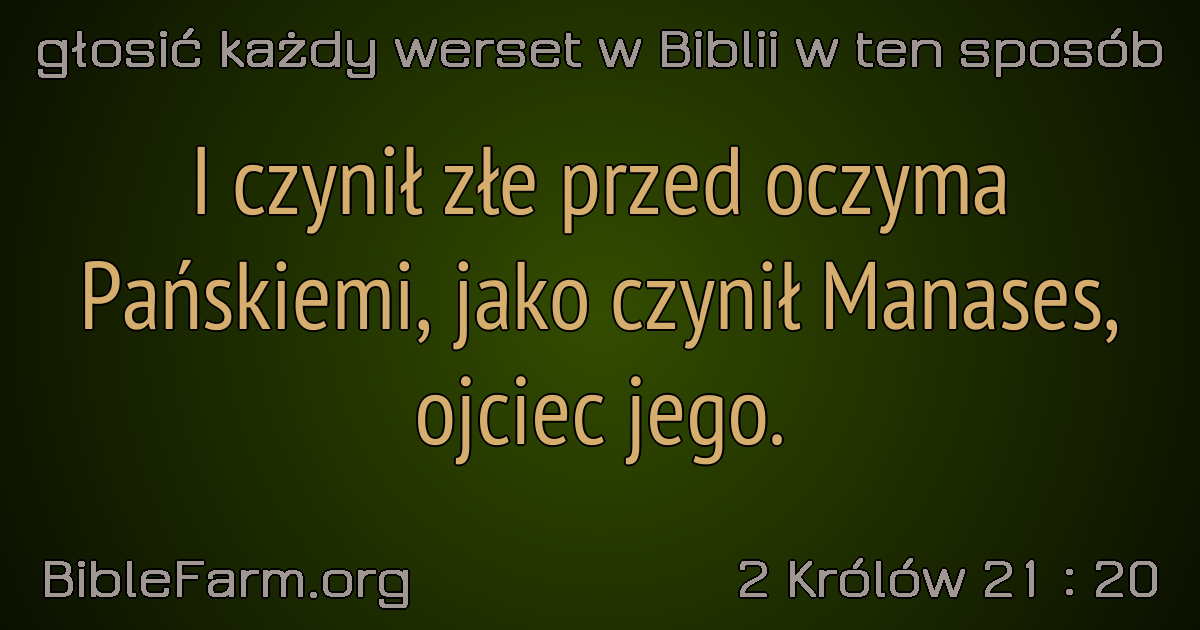 głosić każdy werset w Biblii w ten sposób
I czynił złe przed oczyma
Pańskiemi, jako czynił Manases,
ojciec jego.
BibleFarm.org
2 Królów 21 : 20